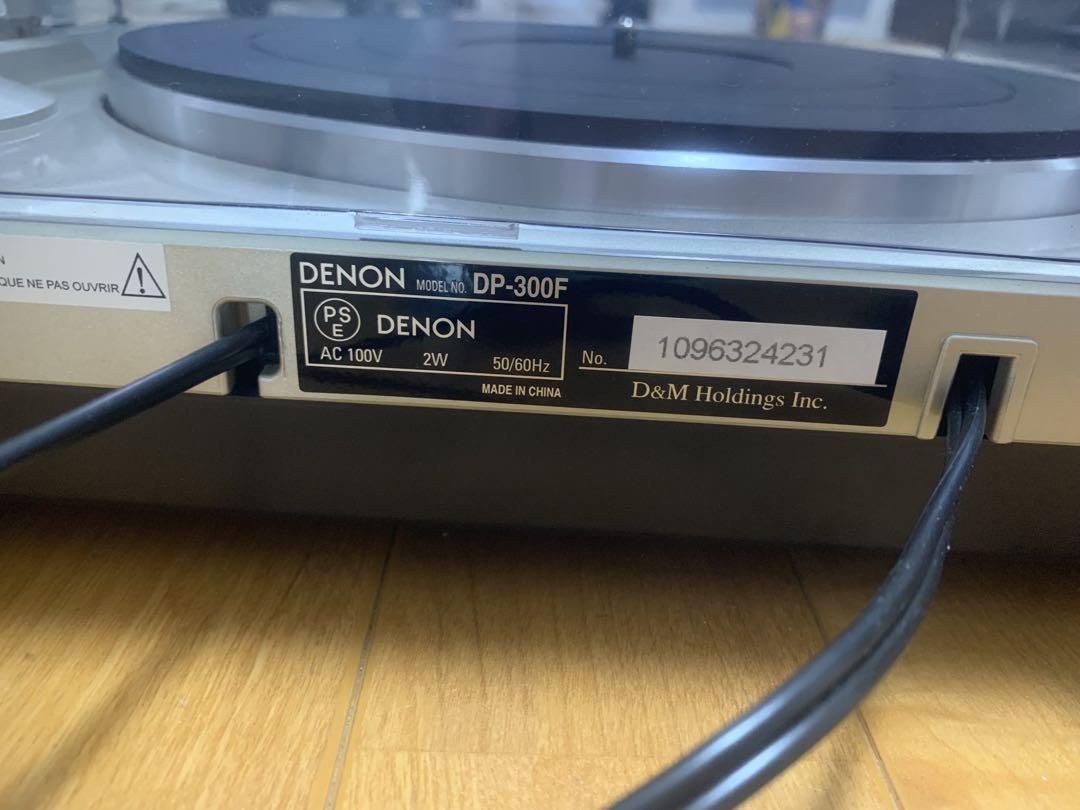 N
QUE NE PAS OUVRIR
DENON MODEL NO. DP-300F
PS
E
DENON
AC 100V 2W 50/60Hz
MADE IN CHINA
No. 1096324231
D&M Holdings Inc.